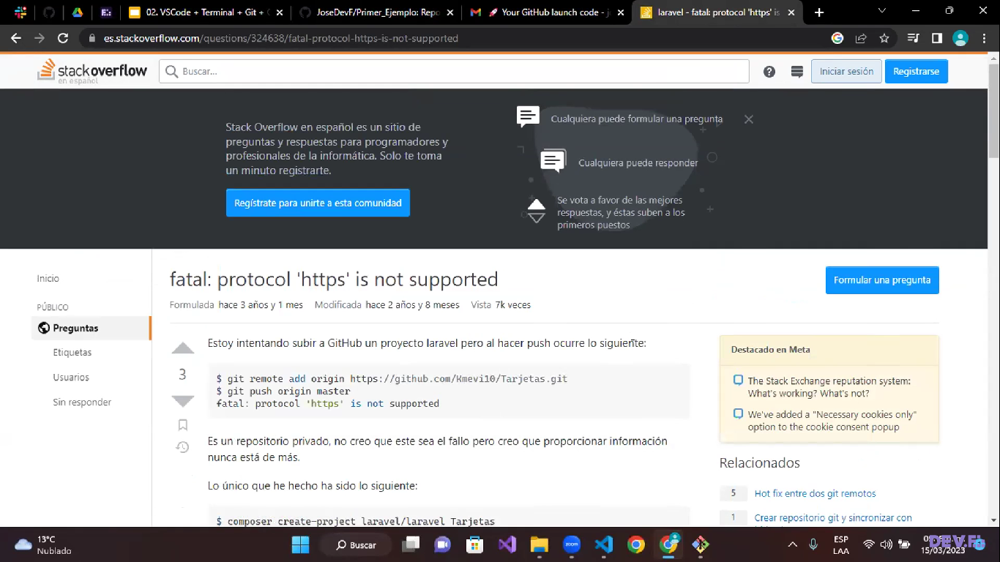 02. VSCode + Terminal + Git +
JoseDevF/Primer_Ejemplo: Repo
🚀 Your GitHub launch code - j
laravel - fatal: protocol 'https' is
es.stackoverflow.com/questions/324638/fatal-protocol-https-is-not-supported
stackoverflow
en español
Buscar...
Iniciar sesión
Registrarse
Stack Overflow en español es un sitio de
preguntas y respuestas para programadores y
profesionales de la informática. Solo te toma
un minuto registrarte.
Regístrate para unirte a esta comunidad
Cualquiera puede formular una pregunta
Cualquiera puede responder
Se vota a favor de las mejores
respuestas, y éstas suben a los
primeros puestos
Inicio
PÚBLICO
Preguntas
Etiquetas
Usuarios
Sin responder
fatal: protocol 'https' is not supported
Formular una pregunta
Formulada hace 3 años y 1 mes Modificada hace 2 años y 8 meses Vista 7k veces
3
Estoy intentando subir a GitHub un proyecto laravel pero al hacer push ocurre lo siguiente:
$ git remote add origin https://github.com/Kmevi10/Tarjetas.git
$ git push origin master
fatal: protocol 'https' is not supported
Es un repositorio privado, no creo que este sea el fallo pero creo que proporcionar información
nunca está de más.
Lo único que he hecho ha sido lo siguiente:
$ composer create-project laravel/laravel Tarjetas
Destacado en Meta
The Stack Exchange reputation system:
What's working? What's not?
We've added a "Necessary cookies only"
option to the cookie consent popup
Relacionados
5 Hot fix entre dos git remotos
1 Crear repositorio git y sincronizar con
13°C
Nublado
Buscar
zoom
ESP
LAA
15/03/2023
DEV.F